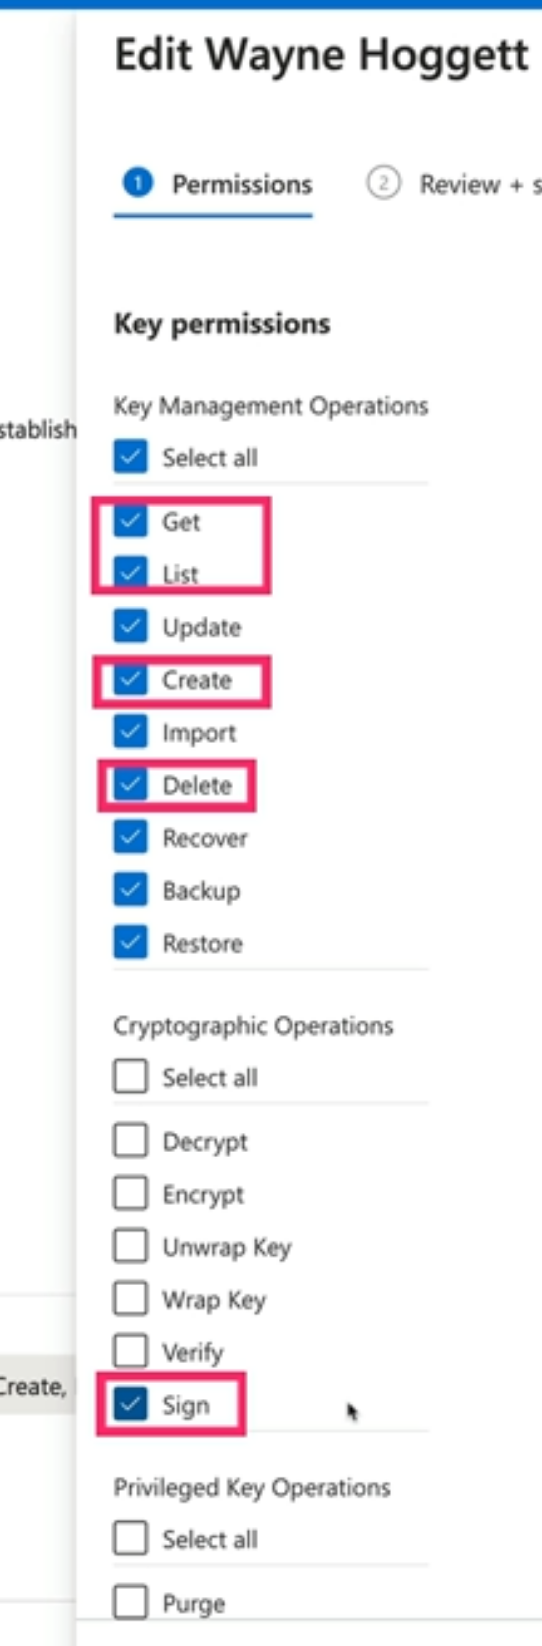 Edit Wayne Hoggett
1 Permissions 2 Review + s
Key permissions
Key Management Operations
stablish
Select all
Get
List
Update
Create
Import
Delete
Recover
Backup
Restore
Cryptographic Operations
Select all
Decrypt
Encrypt
Unwrap Key
Wrap Key
Verify
Create,
Sign
Privileged Key Operations
Select all
Purge